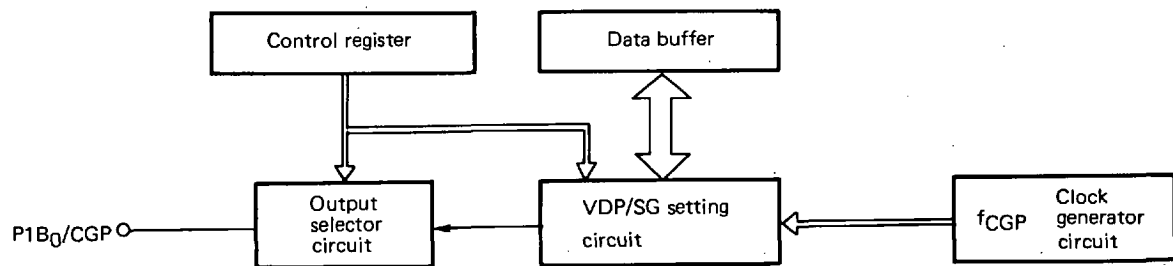 Control register
Data buffer
P1B0/CGP
Output
selector
circuit
VDP/SG setting
circuit
fCGP
Clock
generator
circuit